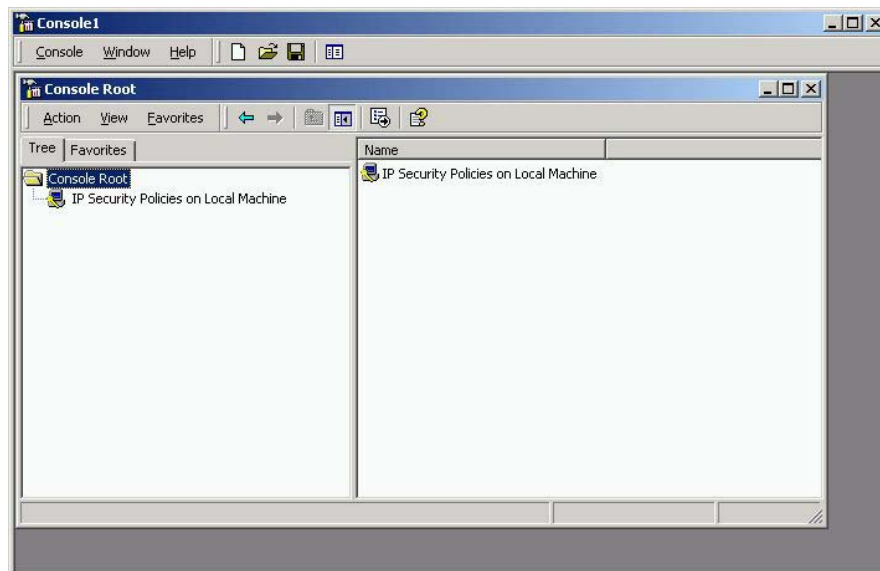 Console1
Console Window Help
Console Root
Action View Favorites
Tree Favorites
Name
Console Root
IP Security Policies on Local Machine
IP Security Policies on Local Machine